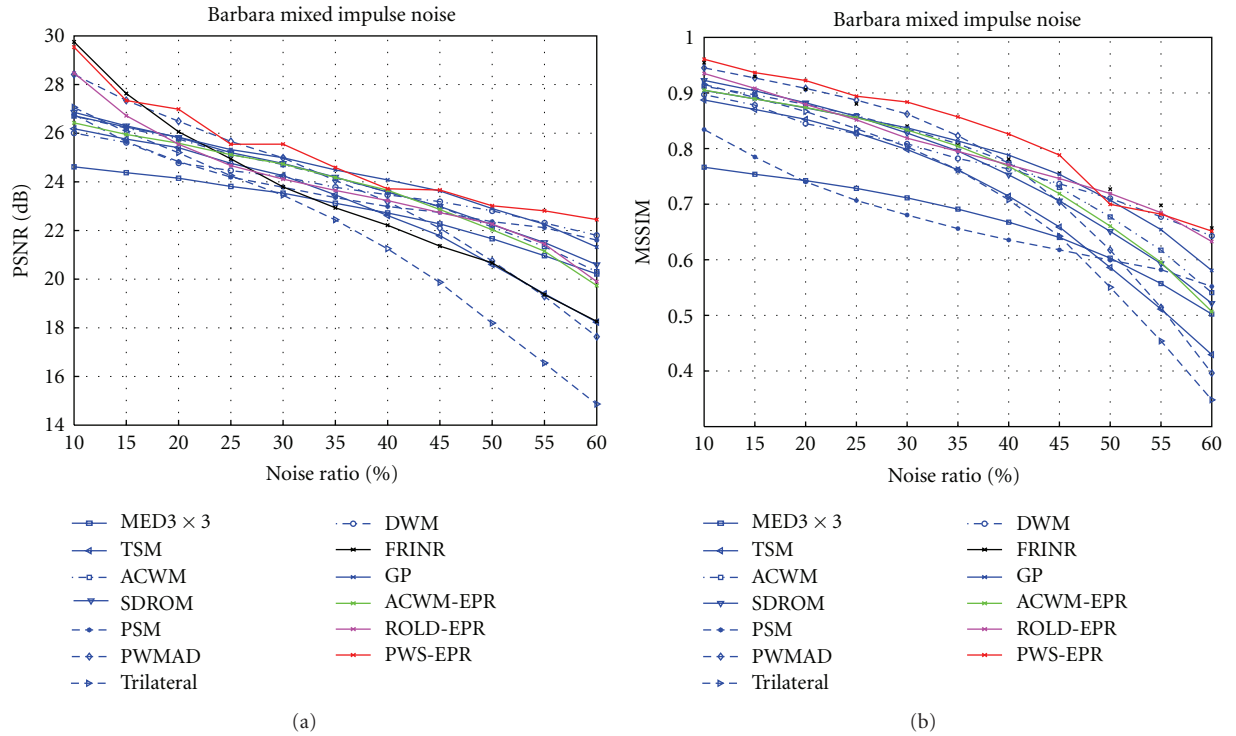 Barbara mixed impulse noise
30
28
26
24
22
20
18
16
14
PSNR (dB)
10 15 20 25 30 35 40 45 50 55 60
Noise ratio (%)
MED3 × 3
TSM
ACWM
SDROM
PSM
PWMAD
Trilateral
DWM
FRINR
GP
ACWM-EPR
ROLD-EPR
PWS-EPR
(a)
Barbara mixed impulse noise
1
0.9
0.8
0.7
0.6
0.5
0.4
MSSIM
10 15 20 25 30 35 40 45 50 55 60
Noise ratio (%)
MED3 × 3
TSM
ACWM
SDROM
PSM
PWMAD
Trilateral
DWM
FRINR
GP
ACWM-EPR
ROLD-EPR
PWS-EPR
(b)